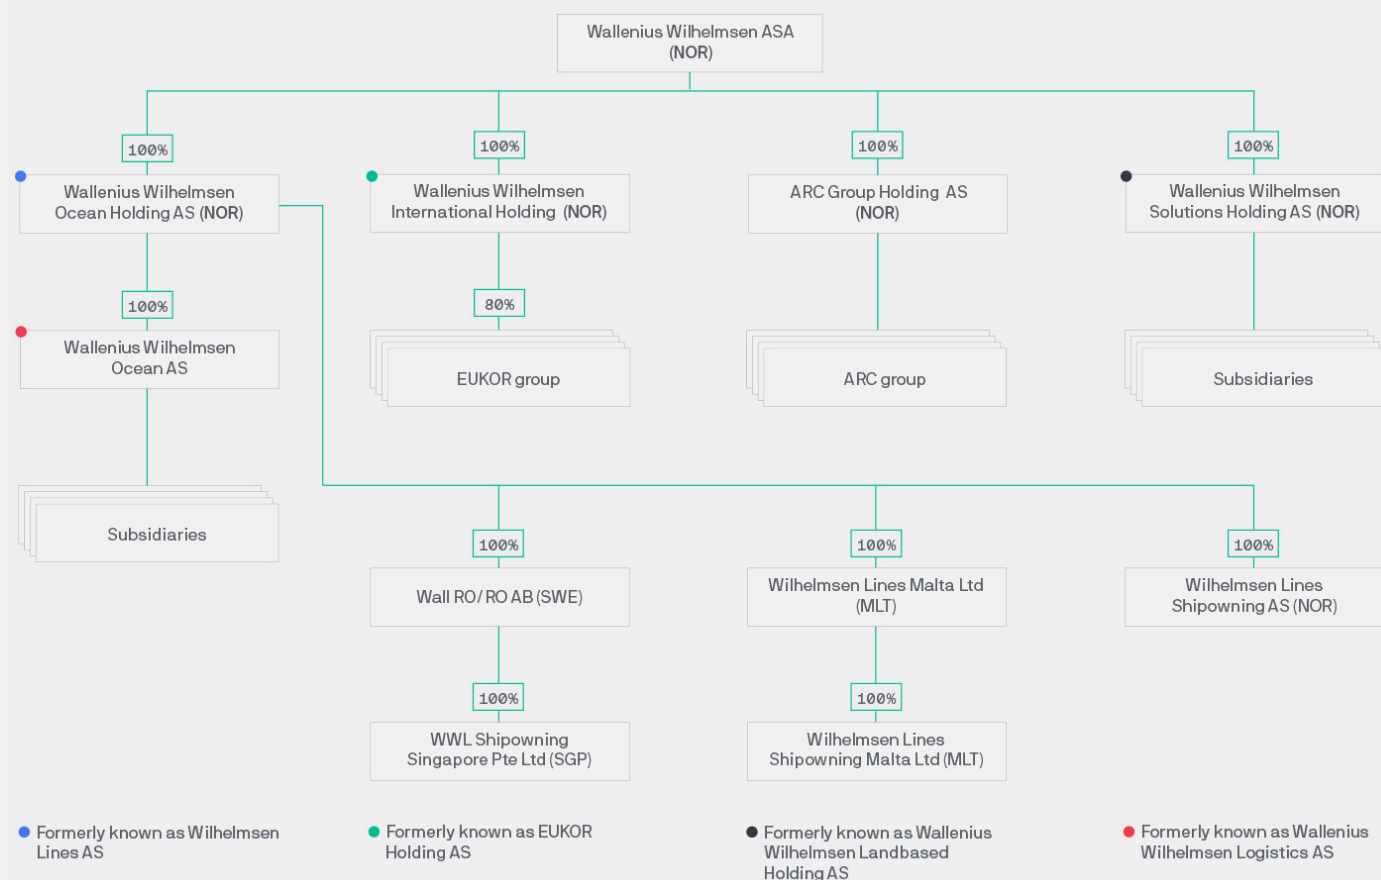 Wallenius Wilhelmsen ASA
(NOR)
100%
100%
100%
100%
Wallenius Wilhelmsen
Ocean Holding AS (NOR)
Wallenius Wilhelmsen
International Holding (NOR)
ARC Group Holding AS
(NOR)
Wallenius Wilhelmsen
Solutions Holding AS (NOR)
100%
80%
Wallenius Wilhelmsen
Ocean AS
EUKOR group
ARC group
Subsidiaries
Subsidiaries
100%
100%
100%
Wall RO/RO AB (SWE)
Wilhelmsen Lines Malta Ltd
(MLT)
Wilhelmsen Lines
Shipowning AS (NOR)
100%
100%
WWL Shipowning
Singapore Pte Ltd (SGP)
Wilhelmsen Lines
Shipowning Malta Ltd (MLT)
Formerly known as Wilhelmsen
Lines AS
Formerly known as EUKOR
Holding AS
Formerly known as Wallenius
Wilhelmsen Landbased
Holding AS
Formerly known as Wallenius
Wilhelmsen Logistics AS